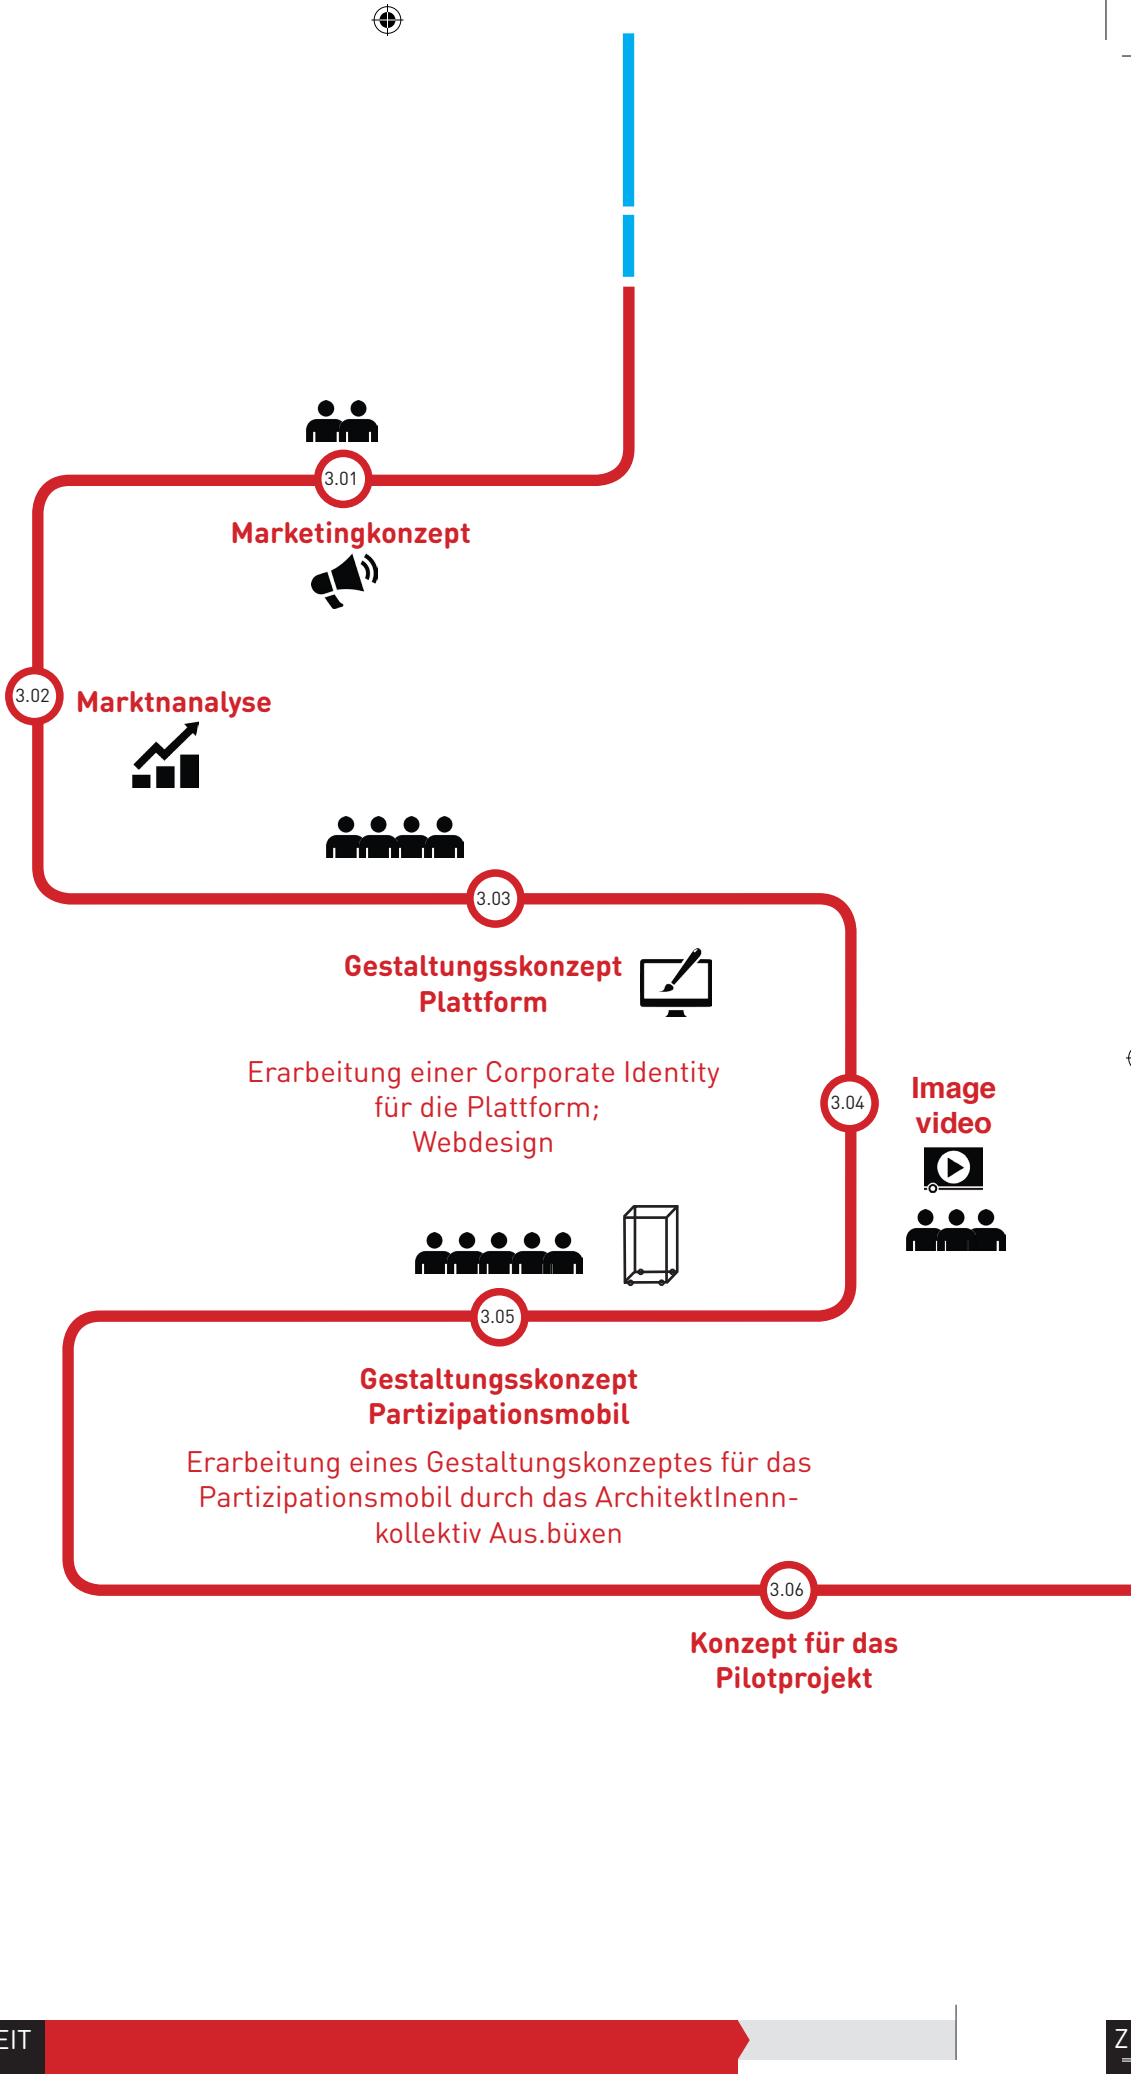 3.01
Marketingkonzept
3.02
Marktnanalyse
3.03
Gestaltungsskonzept
Plattform
Erarbeitung einer Corporate Identity
für die Plattform;
Webdesign
3.04
Image
video
3.05
Gestaltungsskonzept
Partizipationsmobil
Erarbeitung eines Gestaltungskonzeptes für das
Partizipationsmobil durch das ArchitektInenn-
kollektiv Aus.büxen
3.06
Konzept für das
Pilotprojekt
EIT
Z